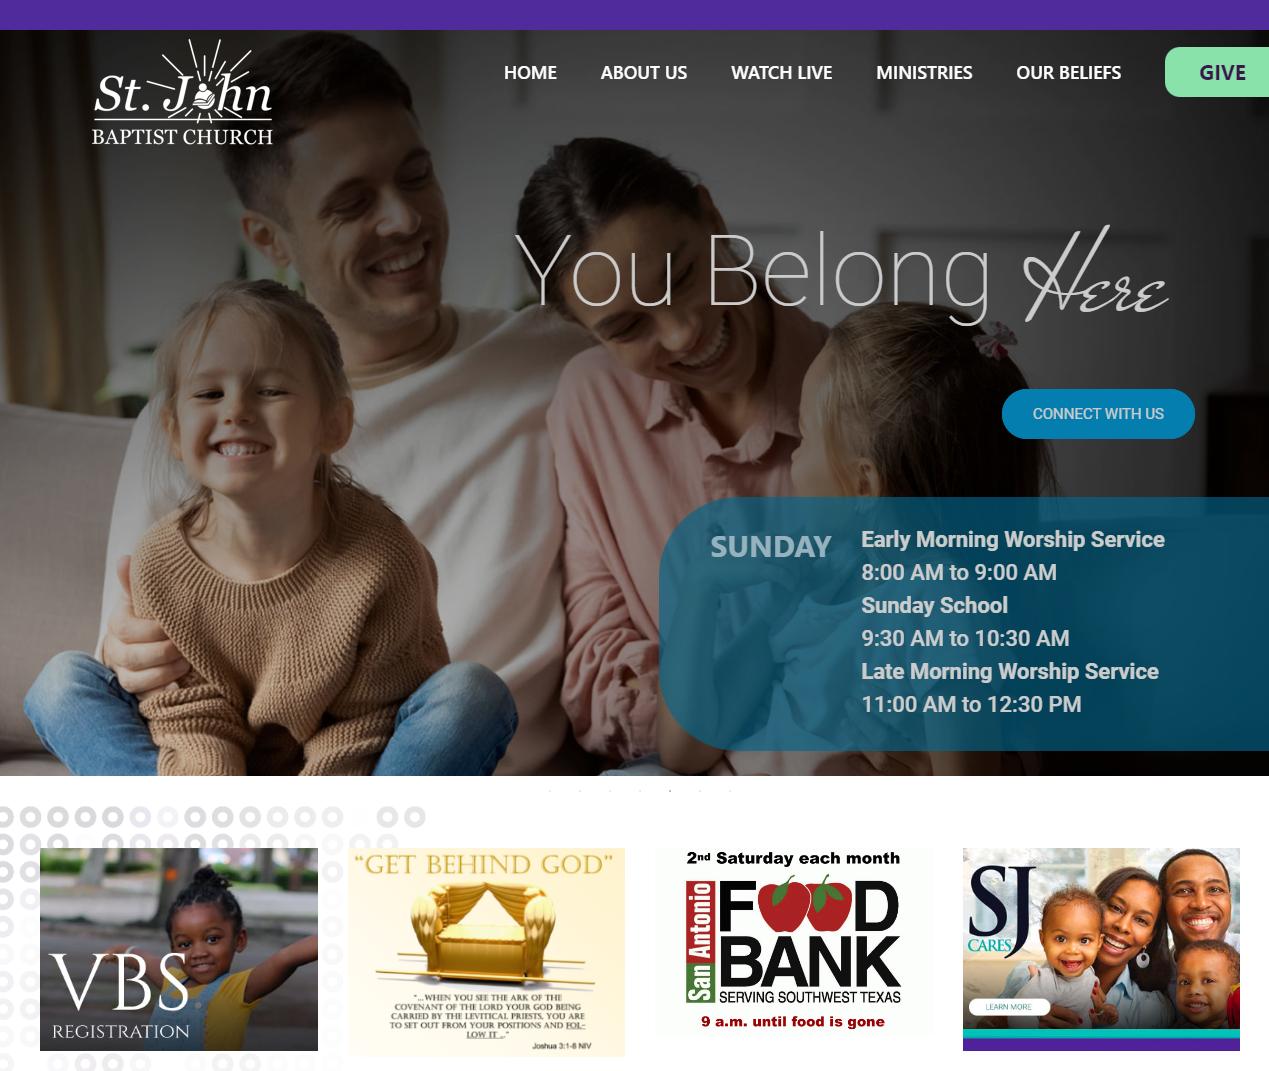 St. John
BAPTIST CHURCH
HOME
ABOUT US
WATCH LIVE
MINISTRIES
OUR BELIEFS
GIVE
You Belong Here
CONNECT WITH US
SUNDAY
Early Morning Worship Service
8:00 AM to 9:00 AM
Sunday School
9:30 AM to 10:30 AM
Late Morning Worship Service
11:00 AM to 12:30 PM
VBS
REGISTRATION
“GET BEHIND GOD”
“...WHEN YOU SEE THE ARK OF THE
COVENANT OF THE LORD YOUR GOD BEING
CARRIED BY THE LEVITICAL PRIESTS, YOU ARE
TO SET OUT FROM YOUR POSITIONS AND FOL-
LOW IT ..”
Joshua 3:1-8 NIV
2nd Saturday each month
San Antonio
FOOD
BANK
SERVING SOUTHWEST TEXAS
9 a.m. until food is gone
SJ
CARES
LEARN MORE